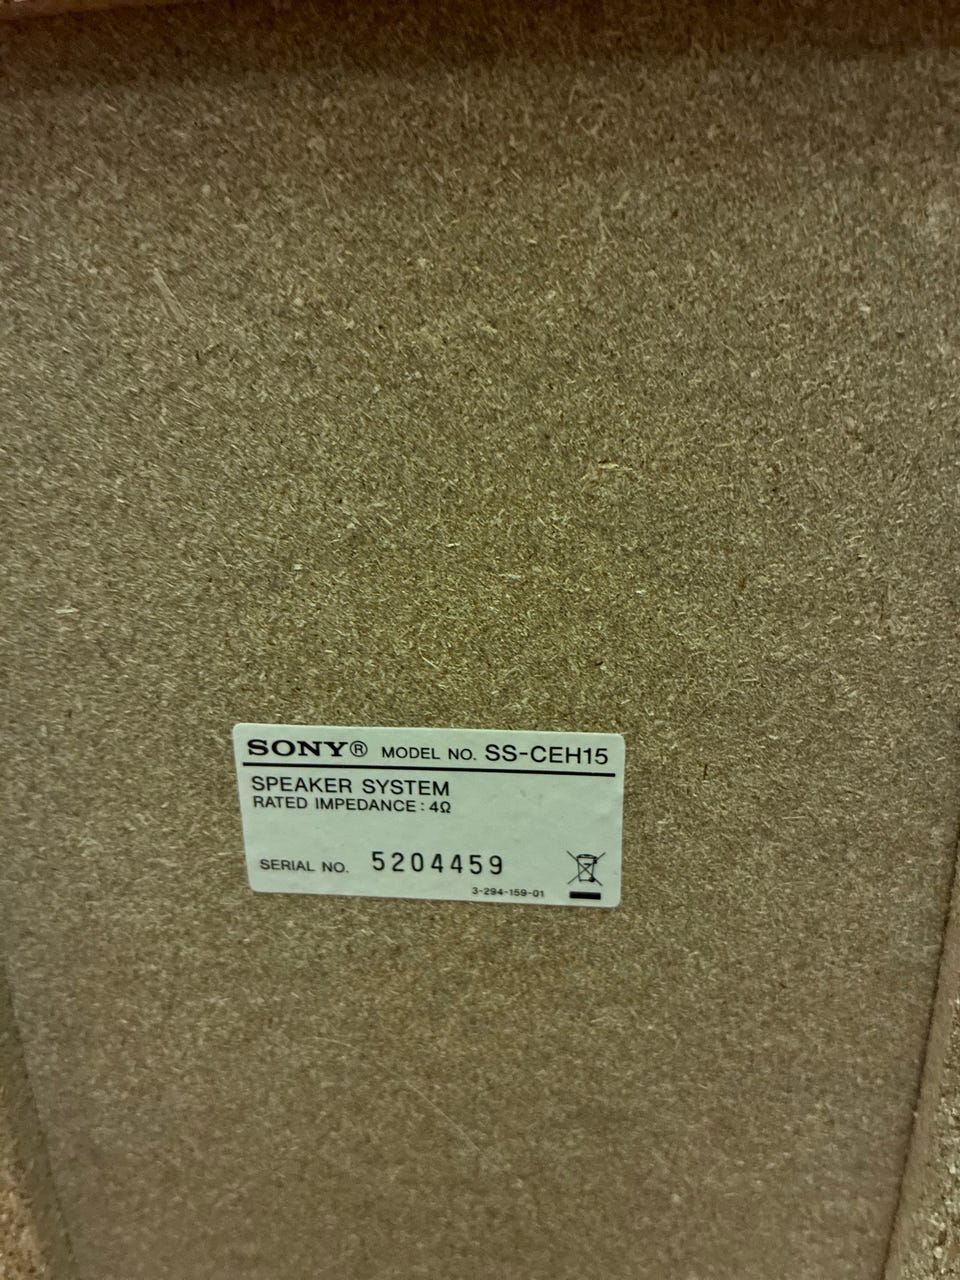 SONY® MODEL NO. SS-CEH15
SPEAKER SYSTEM
RATED IMPEDANCE : 4Ω
SERIAL NO. 5204459
3-294-159-01